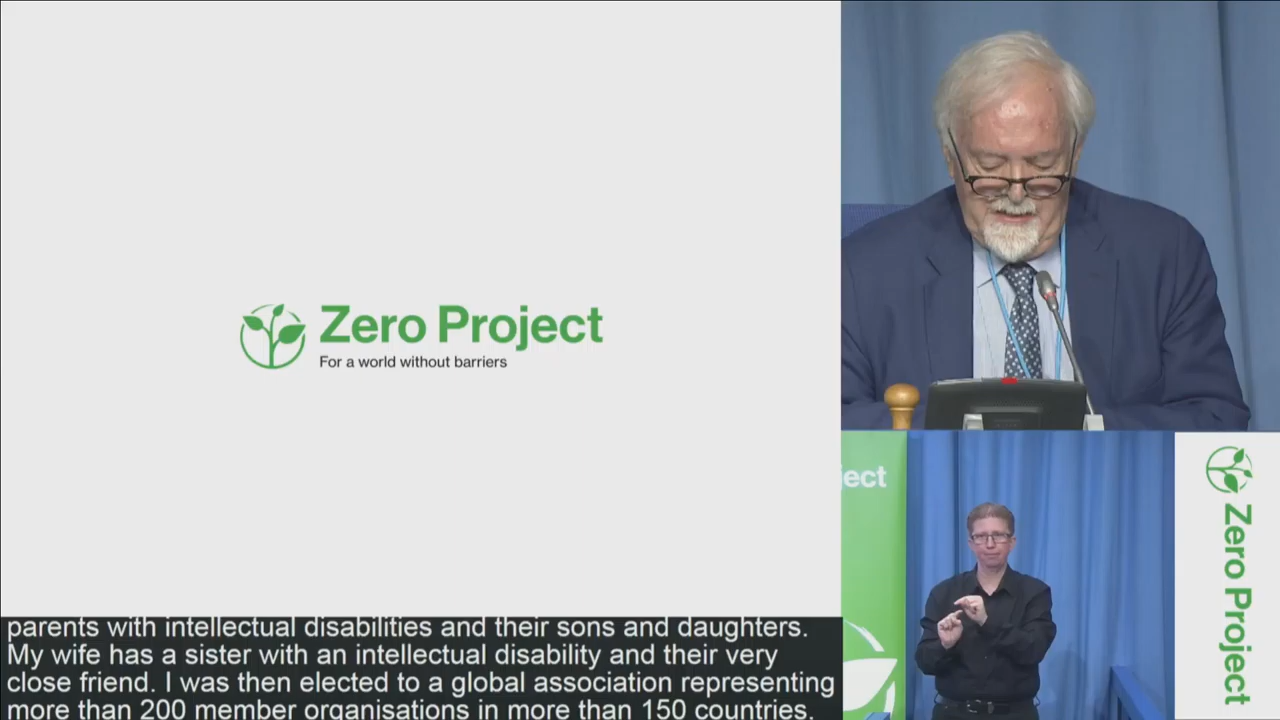 Zero Project
For a world without barriers
ject
Zero Project
parents with intellectual disabilities and their sons and daughters.
My wife has a sister with an intellectual disability and their very
close friend. I was then elected to a global association representing
more than 200 member organisations in more than 150 countries.